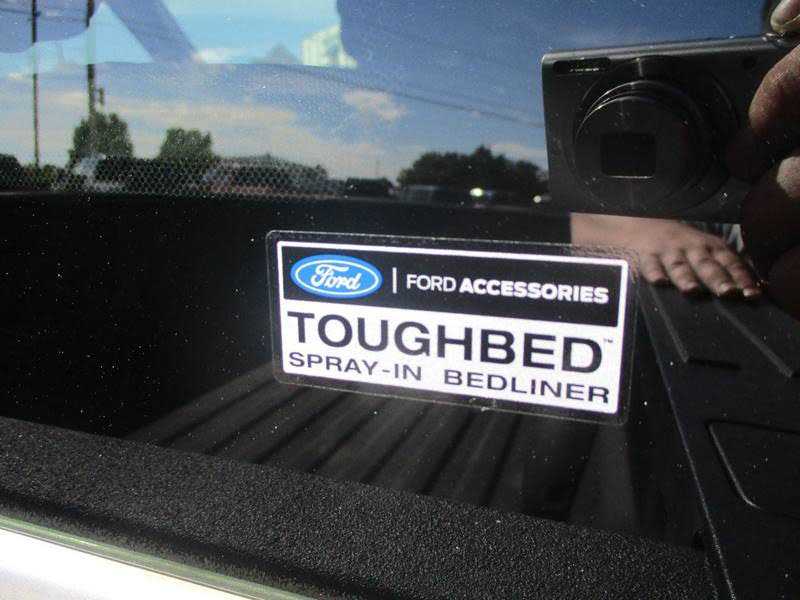 Ford | FORD ACCESSORIES
TOUGHBED™
SPRAY-IN BEDLINER